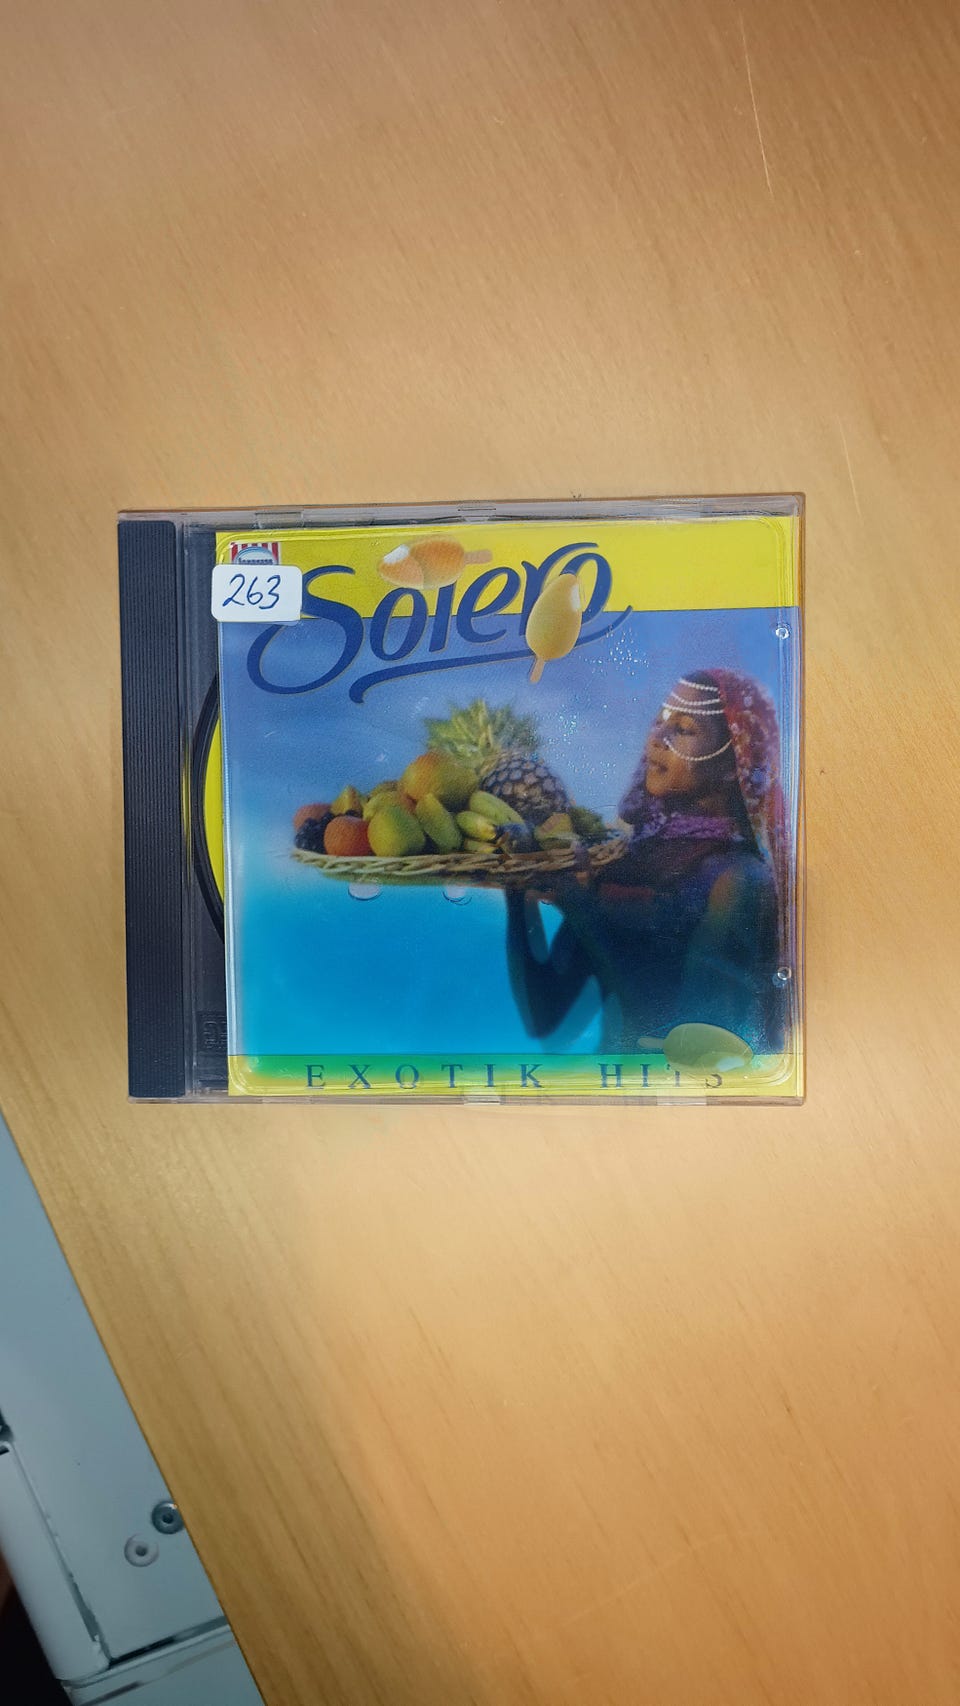 263
Solero
EXOTIK HITS